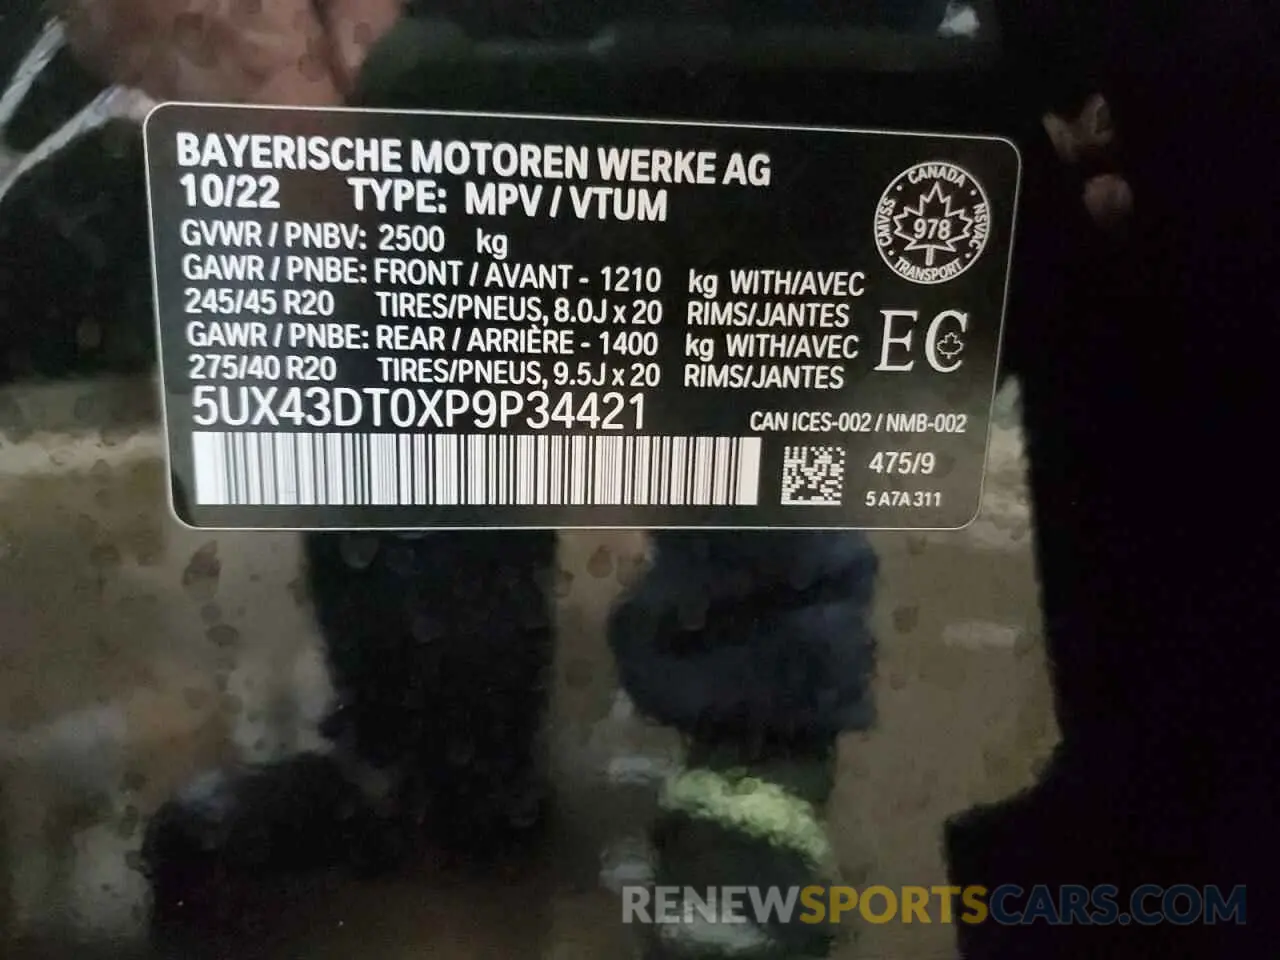 BAYERISCHE MOTOREN WERKE AG
10/22 TYPE: MPV / VTUM
GVWR / PNBV: 2500 kg
GAWR / PNBE: FRONT / AVANT - 1210 kg WITH/AVEC
245/45 R20 TIRES/PNEUS, 8.0J x 20 RIMS/JANTES
GAWR / PNBE: REAR / ARRIÈRE - 1400 kg WITH/AVEC
275/40 R20 TIRES/PNEUS, 9.5J x 20 RIMS/JANTES
5UX43DT0XP9P34421
CANADA
CMVSS 978 NSVAC
TRANSPORT
EC
CAN ICES-002 / NMB-002
475/9
5 A7A 311
RENEWSPORTSCARS.COM